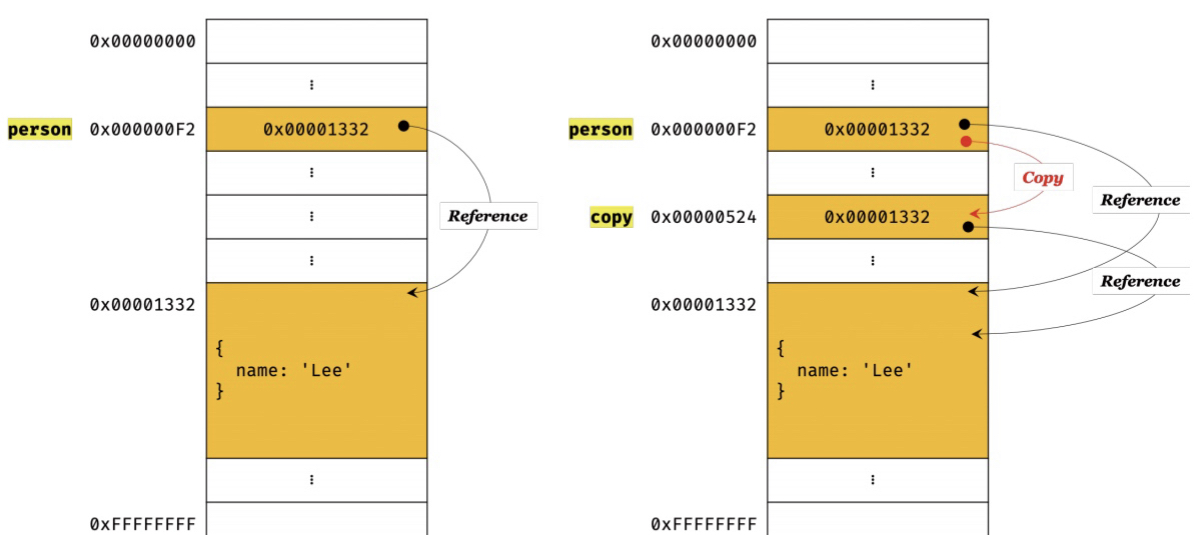 0x00000000
⋮
person 0x000000F2 0x00001332
⋮
⋮
Reference
⋮
0x00001332
{
name: 'Lee'
}
⋮
0xFFFFFFFF
0x00000000
⋮
person 0x000000F2 0x00001332
⋮
Copy
Reference
copy 0x00000524 0x00001332
⋮
Reference
0x00001332
{
name: 'Lee'
}
⋮
0xFFFFFFFF